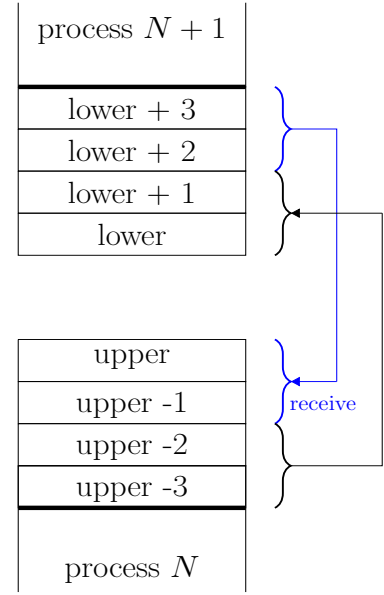 process N + 1
lower + 3
lower + 2
lower + 1
lower
upper
upper -1
receive
upper -2
upper -3
process N